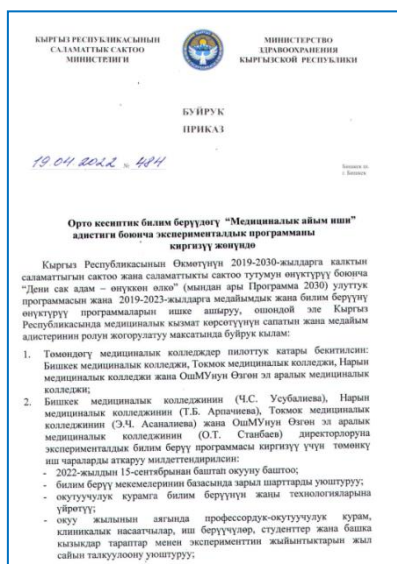 КЫРГЫЗ РЕСПУБЛИКАСЫНЫН
САЛАМАТТЫК САКТОО
МИНИСТРЛИГИ
МИНИСТЕРСТВО
ЗДРАВООХРАНЕНИЯ
КЫРГЫЗСКОЙ РЕСПУБЛИКИ
БУЙРУК
ПРИКАЗ
19.04.2022 № 484
Бишкек ш.
г. Бишкек
Орто кесиптик билим берүүдөгү “Медициналык айым иши”
адистиги боюнча эксперименталдык программаны
киргизүү жөнүндө
Кыргыз Республикасынын Өкмөтүнүн 2019-2030-жылдарга калктын
саламаттыгын сактоо жана саламаттыкты сактоо тутумун өнүктүрүү боюнча
“Дени сак адам – өнүккөн өлкө” (мындан ары Программа 2030) улуттук
программасын жана 2019-2023-жылдарга медайымдык жана билим берүүнү
өнүктүрүү программаларын ишке ашыруу, ошондой эле Кыргыз
Республикасында медициналык кызмат көрсөтүүнүн сапатын жана медайым
адистеринин ролун жогорулатуу максатында буйрук кылам:
1. Төмөндөгү медициналык колледждер пилоттук катары бекитилсин:
Бишкек медициналык колледжи, Токмок медициналык колледжи, Нарын
медициналык колледжи жана ОшМУнун Өзгөн эл аралык медициналык
колледжи;
2. Бишкек медициналык колледжинин (Ч.С. Усубалиева), Нарын
медициналык колледжинин (Т.Б. Арпачиева), Токмок медициналык
колледжинин (Э.Ч. Асаналиева) жана ОшМУнун Өзгөн эл аралык
медициналык колледжинин (О.Т. Станбаев) директорлоруна
эксперименталдык билим берүү программасы киргизүү үчүн төмөнкү
иш чараларды аткаруу милдеттендирилсин:
- 2022-жылдын 15-сентябрынан баштап окууну баштоо;
- билим берүү мекемелеринин базасында зарыл шарттарды уюштуруу;
- окутуучулук курамга билим берүүнүн жаңы технологияларына
үйрөтүү;
- окуу жылынын аягында профессордук-окутуучулук курам,
клиникалык насаатчылар, иш берүүчүлөр, студенттер жана башка
кызыкдар тараптар менен эксперименттин жыйынтыктарын жыл
сайын талкуулоону уюштуруу;